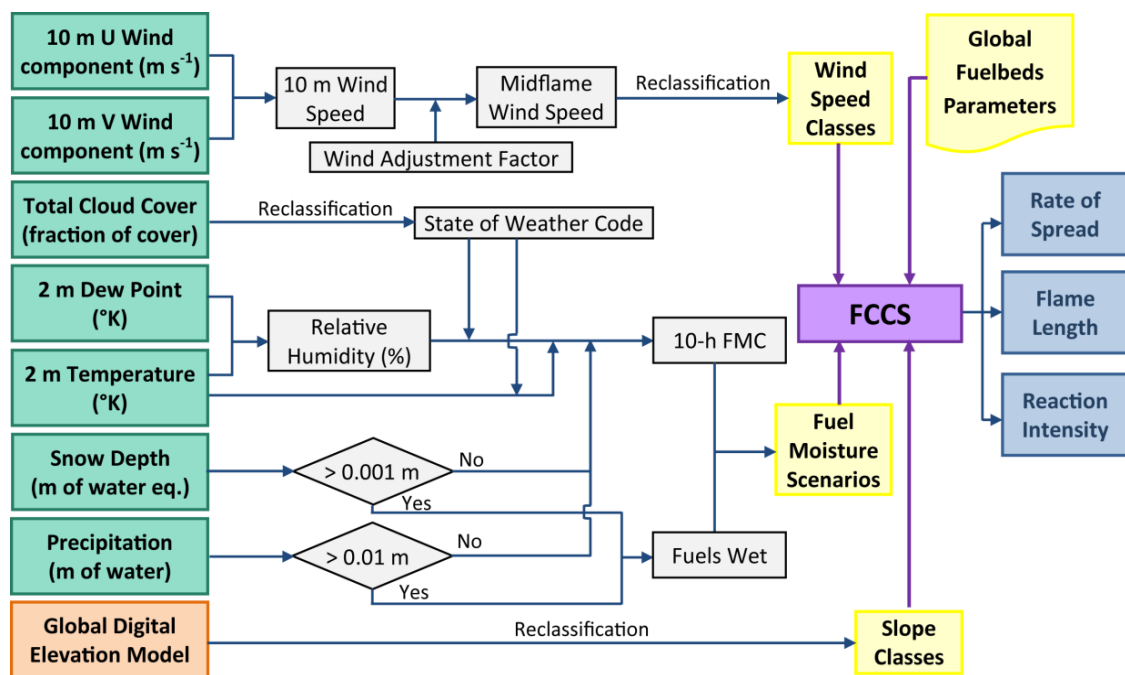 10 m U Wind
component (m s⁻¹)
10 m V Wind
component (m s⁻¹)
10 m Wind
Speed
Midflame
Wind Speed
Wind Adjustment Factor
Reclassification
Wind
Speed
Classes
Global
Fuelbeds
Parameters
Total Cloud Cover
(fraction of cover)
Reclassification
State of Weather Code
2 m Dew Point
(°K)
2 m Temperature
(°K)
Relative
Humidity (%)
10-h FMC
FCCS
Rate of
Spread
Flame
Length
Reaction
Intensity
Snow Depth
(m of water eq.)
> 0.001 m
No
Yes
Fuel
Moisture
Scenarios
Precipitation
(m of water)
> 0.01 m
No
Yes
Fuels Wet
Global Digital
Elevation Model
Reclassification
Slope
Classes